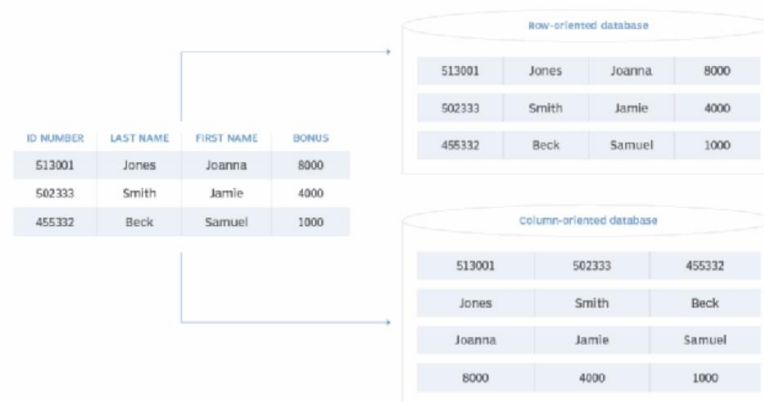 Row-oriented database
513001 Jones Joanna 8000
502333 Smith Jamie 4000
455332 Beck Samuel 1000
ID NUMBER LAST NAME FIRST NAME BONUS
513001 Jones Joanna 8000
502333 Smith Jamie 4000
455332 Beck Samuel 1000
Column-oriented database
513001 502333 455332
Jones Smith Beck
Joanna Jamie Samuel
8000 4000 1000